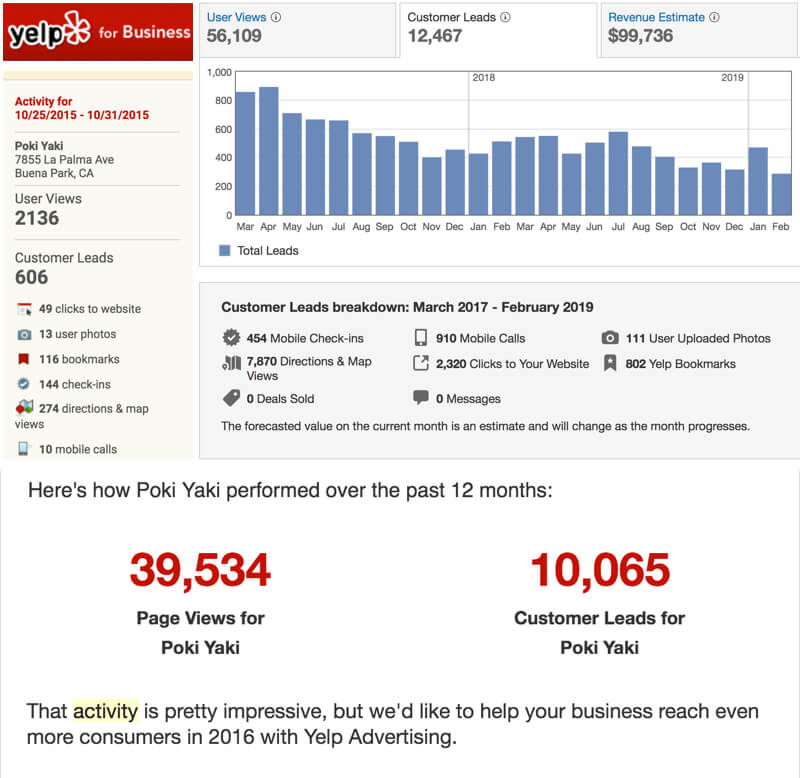 yelp for Business
Activity for
10/25/2015 - 10/31/2015
Poki Yaki
7855 La Palma Ave
Buena Park, CA
User Views
2136
Customer Leads
606
49 clicks to website
13 user photos
116 bookmarks
144 check-ins
274 directions & map
views
10 mobile calls
User Views
56,109
Customer Leads
12,467
Revenue Estimate
$99,736
1,000
800
600
400
200
0
2018
2019
Mar Apr May Jun Jul Aug Sep Oct Nov Dec Jan Feb Mar Apr May Jun Jul Aug Sep Oct Nov Dec Jan Feb
Total Leads
Customer Leads breakdown: March 2017 - February 2019
454 Mobile Check-ins
910 Mobile Calls
111 User Uploaded Photos
7,870 Directions & Map
Views
2,320 Clicks to Your Website
802 Yelp Bookmarks
0 Deals Sold
0 Messages
The forecasted value on the current month is an estimate and will change as the month progresses.
Here's how Poki Yaki performed over the past 12 months:
39,534
Page Views for
Poki Yaki
10,065
Customer Leads for
Poki Yaki
That activity is pretty impressive, but we'd like to help your business reach even
more consumers in 2016 with Yelp Advertising.